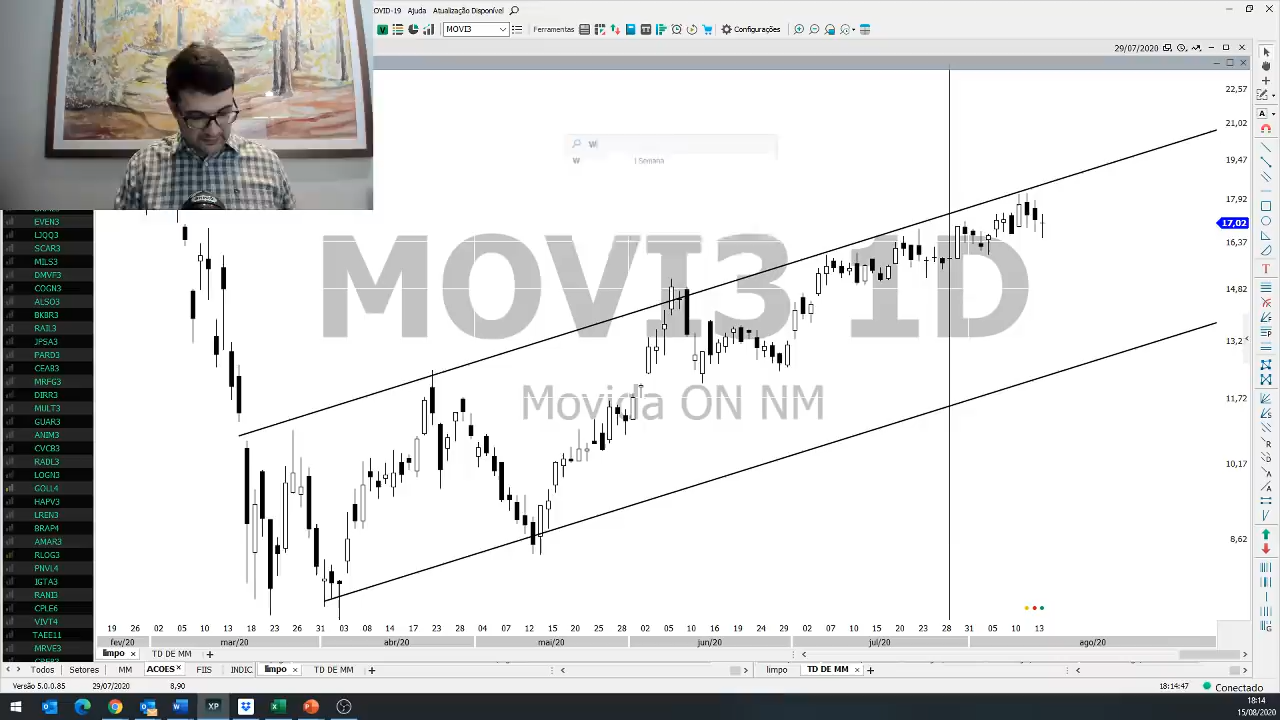 OVID-19 Ajuda Atualização Disponível
MOVI3 Ferramentas Configurações
29/07/2020
W
W 1 Semana
MOVI3 1D
Movida ON NM
22,57
21,02
19,47
17,92
17,02
16,37
14,82
13,2
11,72
10,17
8,62
EVEN3
LJQQ3
SCAR3
MILS3
DMVF3
COGN3
ALSO3
BKBR3
RAIL3
JPSA3
PARD3
CEAB3
MRFG3
DIRR3
MULT3
GUAR3
ANIM3
CVCB3
RADL3
LOGN3
GOLL4
HAPV3
LREN3
BRAP4
AMAR3
RLOG3
PNVL4
IGTA3
RANI3
CPLE6
VIVT4
TAEE11
MRVE3
19 26 02 05 10 13 18 23 26 31 03 08 14 17 23 28 04 07 12 15 20 25 28 02 05 10 16 19 24 29 02 07 10 15 20 23 28 31 05 10 13
fev/20 mar/20 abr/20 mai/20 jun/20 jul/20 ago/20
limpo TD DE MM
Todos Setores MM ACOES FIIS INDIC limpo TD DE MM limpo TD DE MM
Versão 5.0.0.85 29/07/2020 8,90 18:14:47 Conectado
18:14
15/08/2020